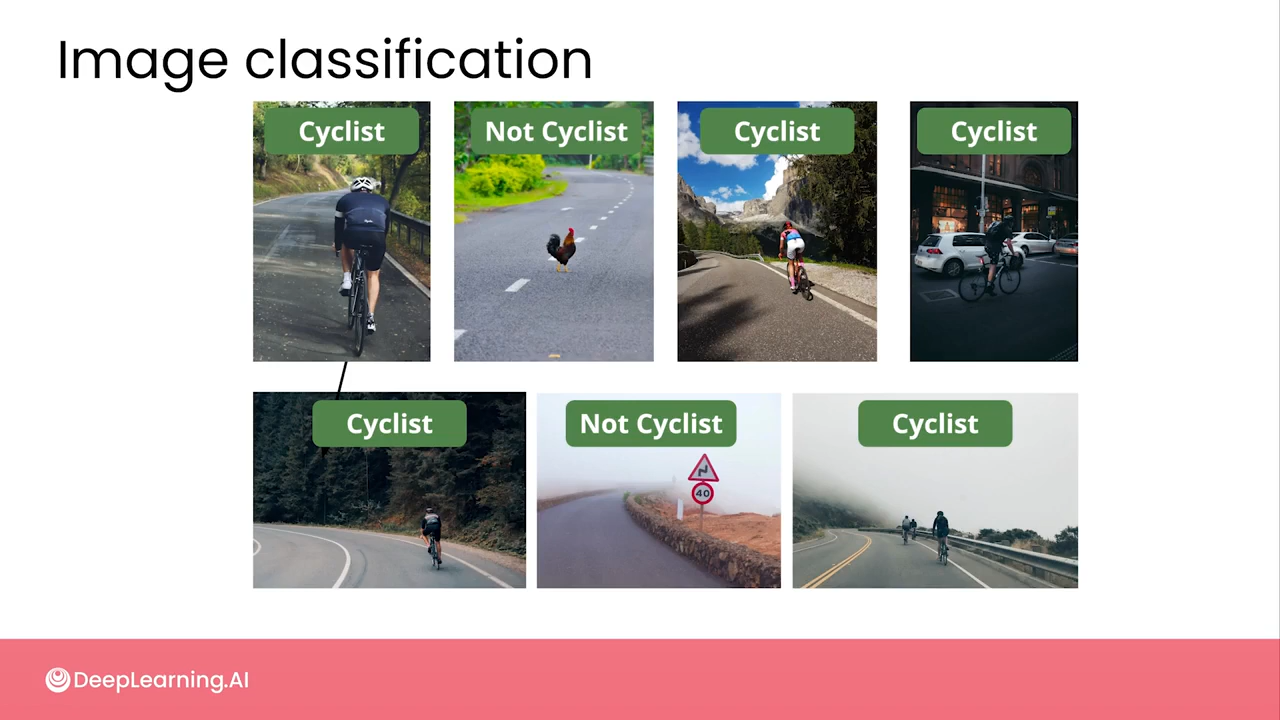 Image classification
Cyclist
Not Cyclist
Cyclist
Cyclist
Cyclist
Not Cyclist
Cyclist
40
DeepLearning.AI